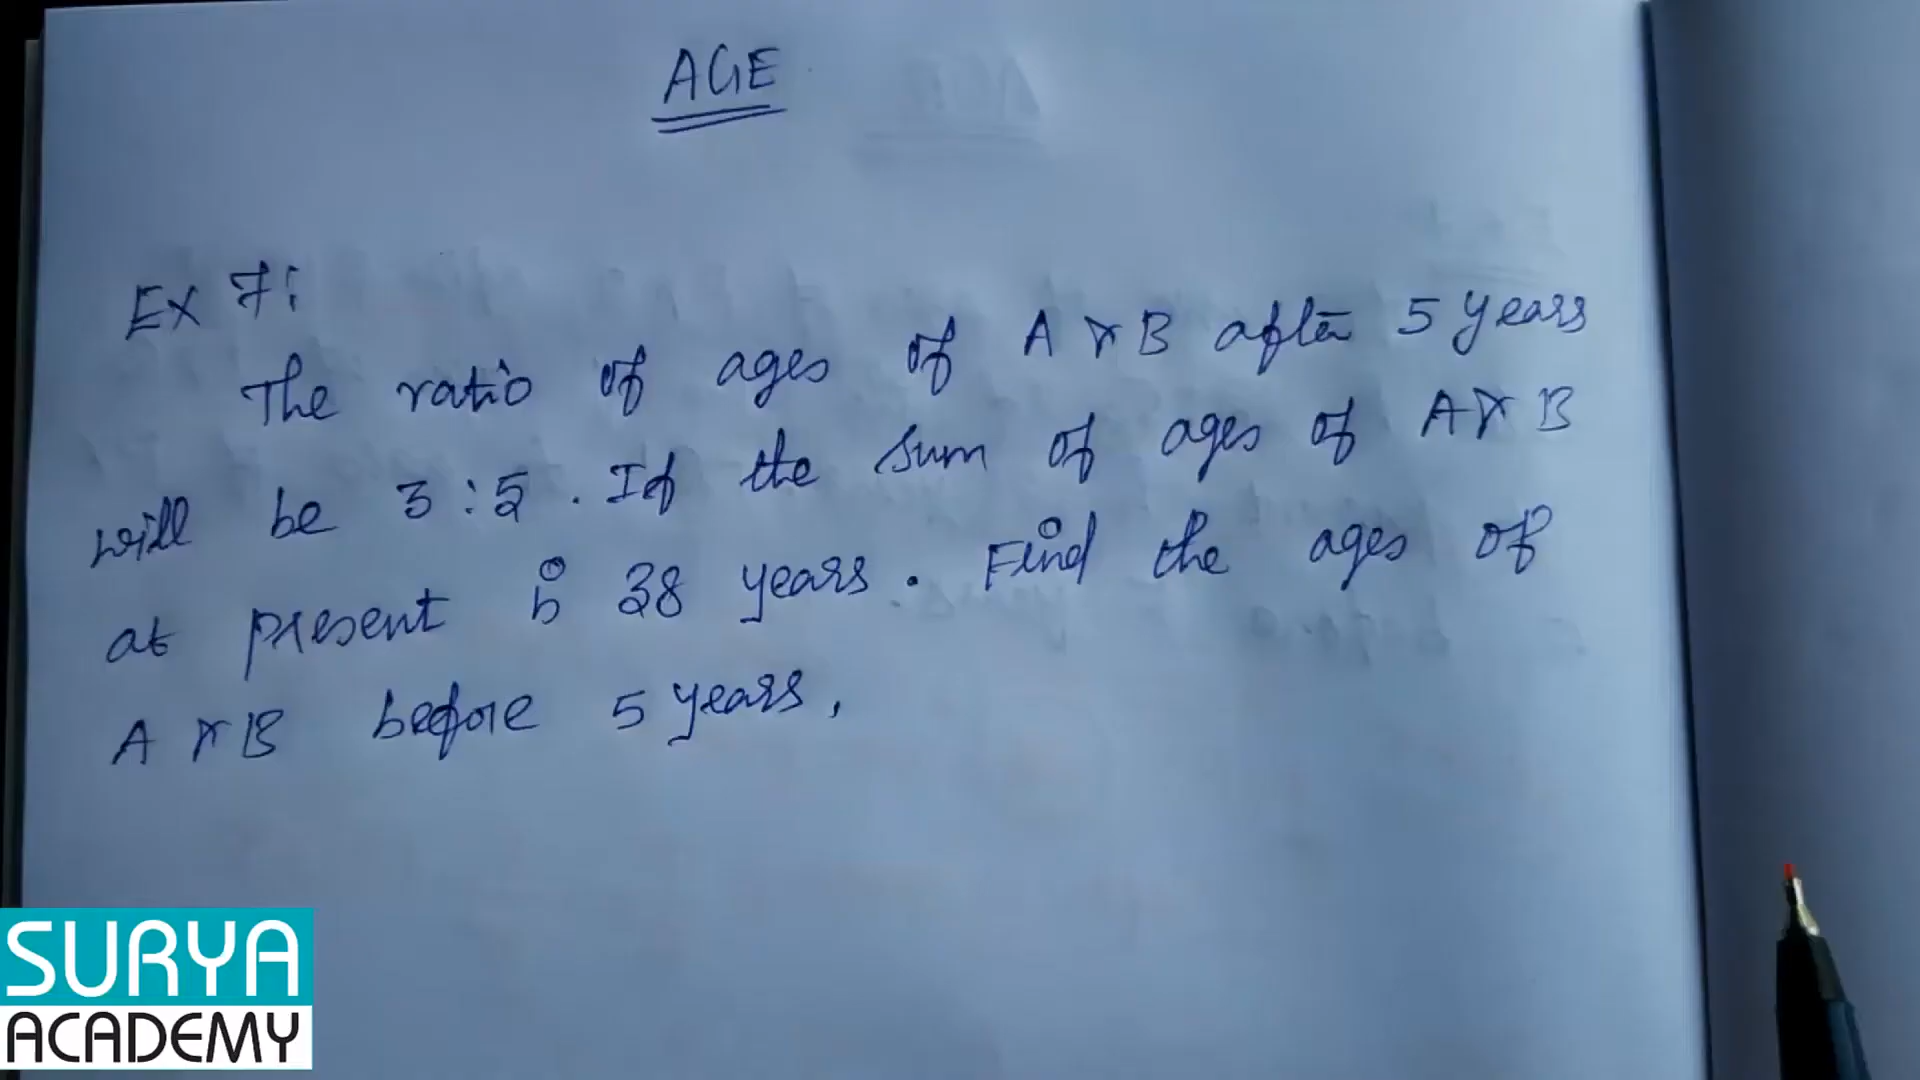 AGE
Ex 7:
The ratio of ages of A & B after 5 years
will be 3:5. If the sum of ages of A & B
at present is 38 years. Find the ages of
A & B before 5 years,
SURYA
ACADEMY